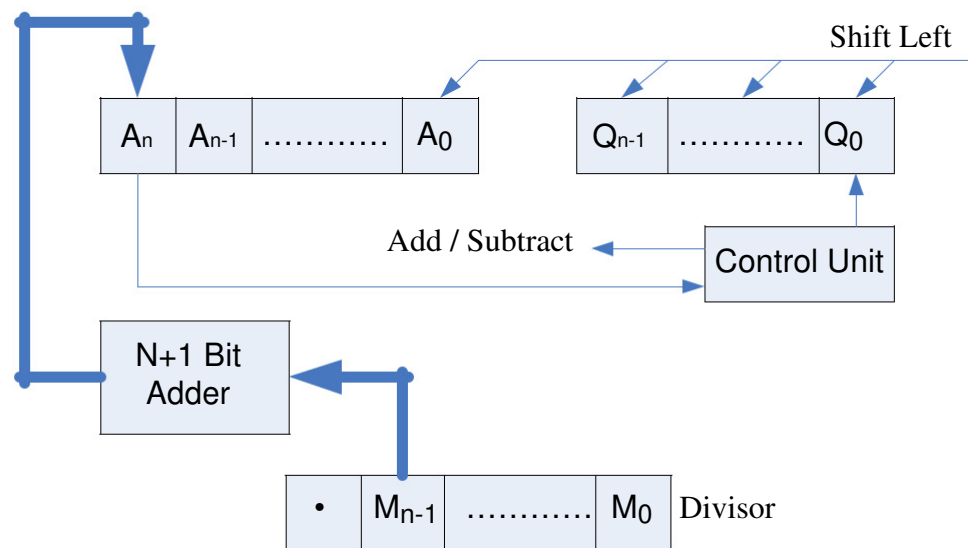 Shift Left
An An-1 ............ A0 Qn-1 ............ Q0
Add / Subtract
Control Unit
N+1 Bit
Adder
• Mn-1 ............ M0 Divisor